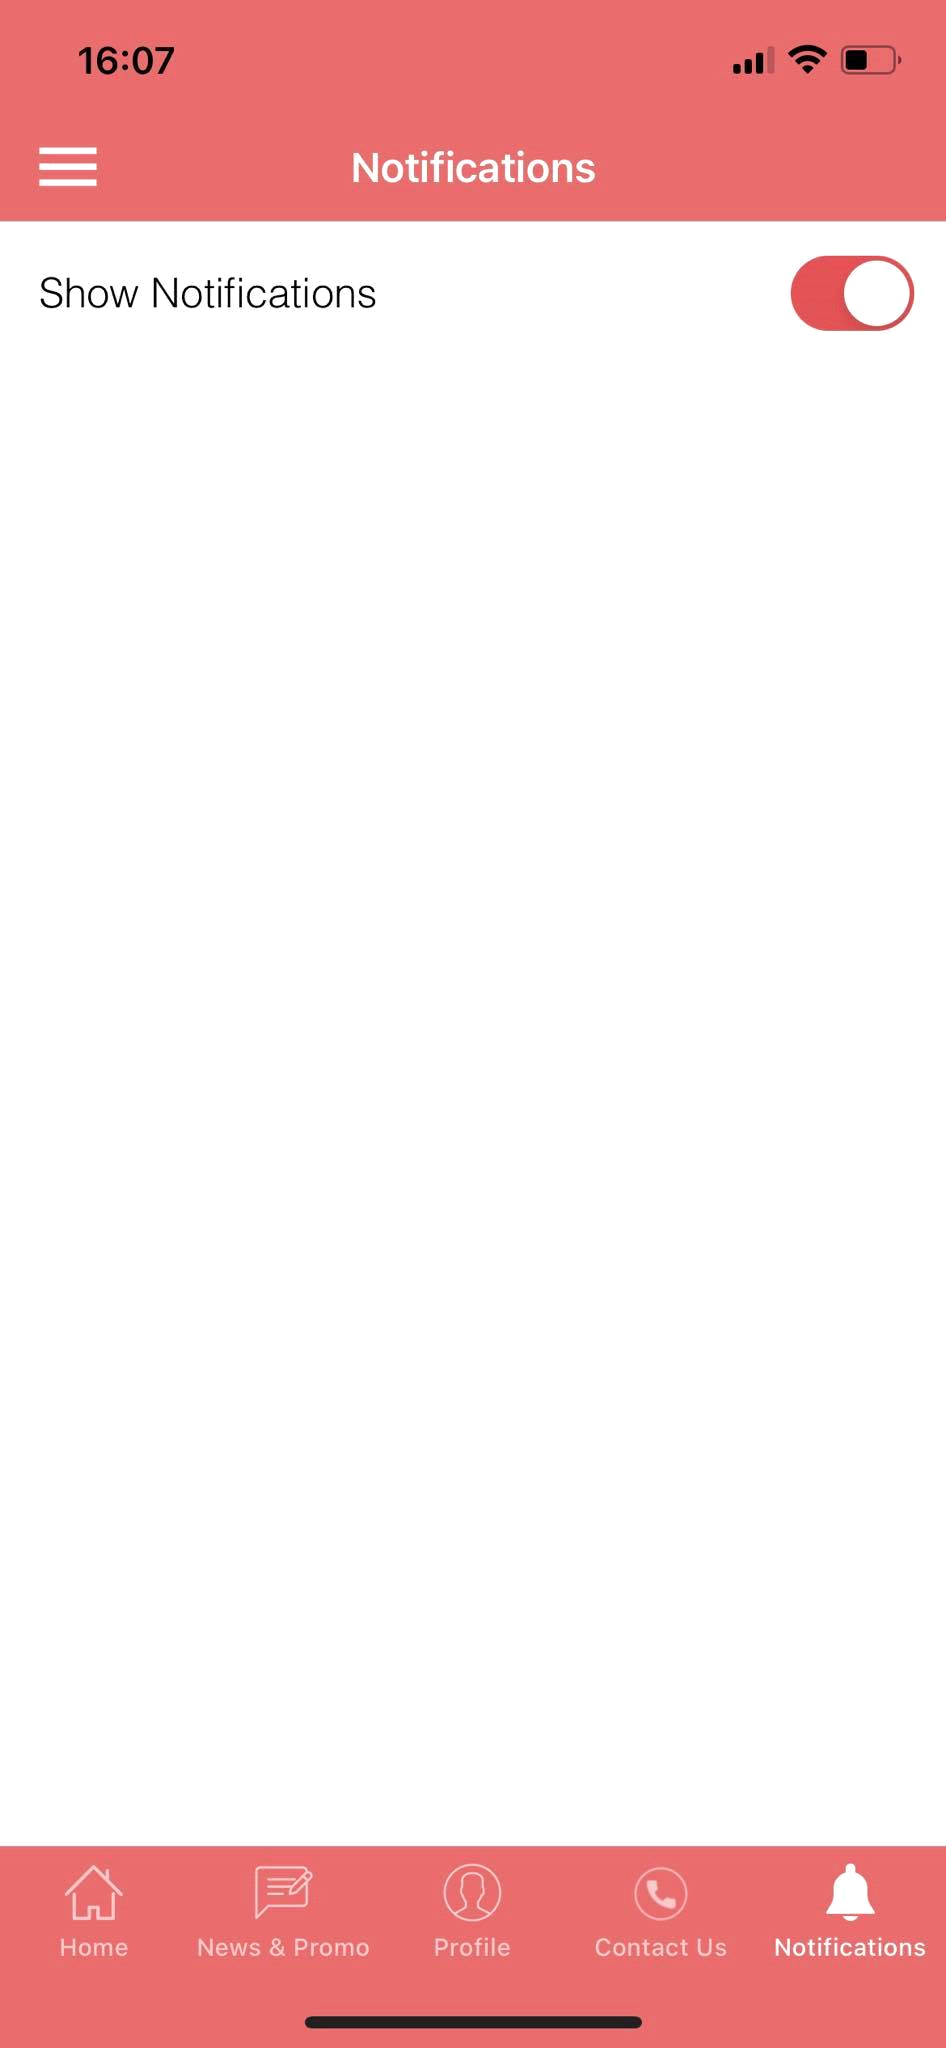 16:07
Notifications
Show Notifications
Home
News & Promo
Profile
Contact Us
Notifications